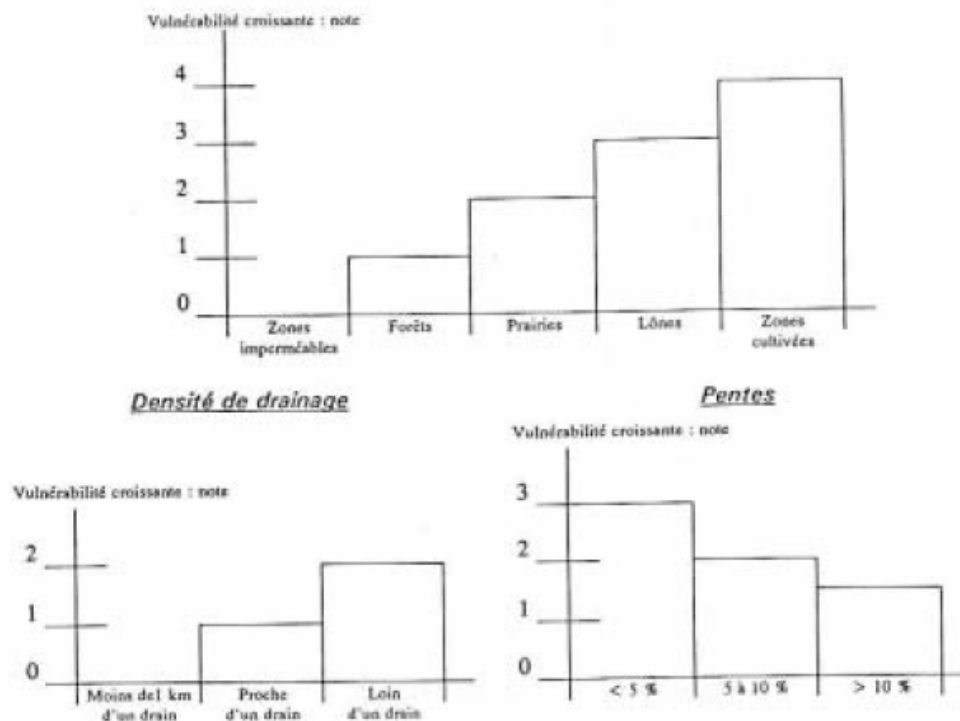 Vulnérabilité croissante : note
4
3
2
1
0
Zones
imperméables
Forêts
Prairies
Lônes
Zones
cultivées
Densité de drainage
Vulnérabilité croissante : note
2
1
0
Moins de1 km
d'un drain
Proche
d'un drain
Loin
d'un drain
Pentes
Vulnérabilité croissante : note
3
2
1
0
< 5 %
5 à 10 %
> 10 %